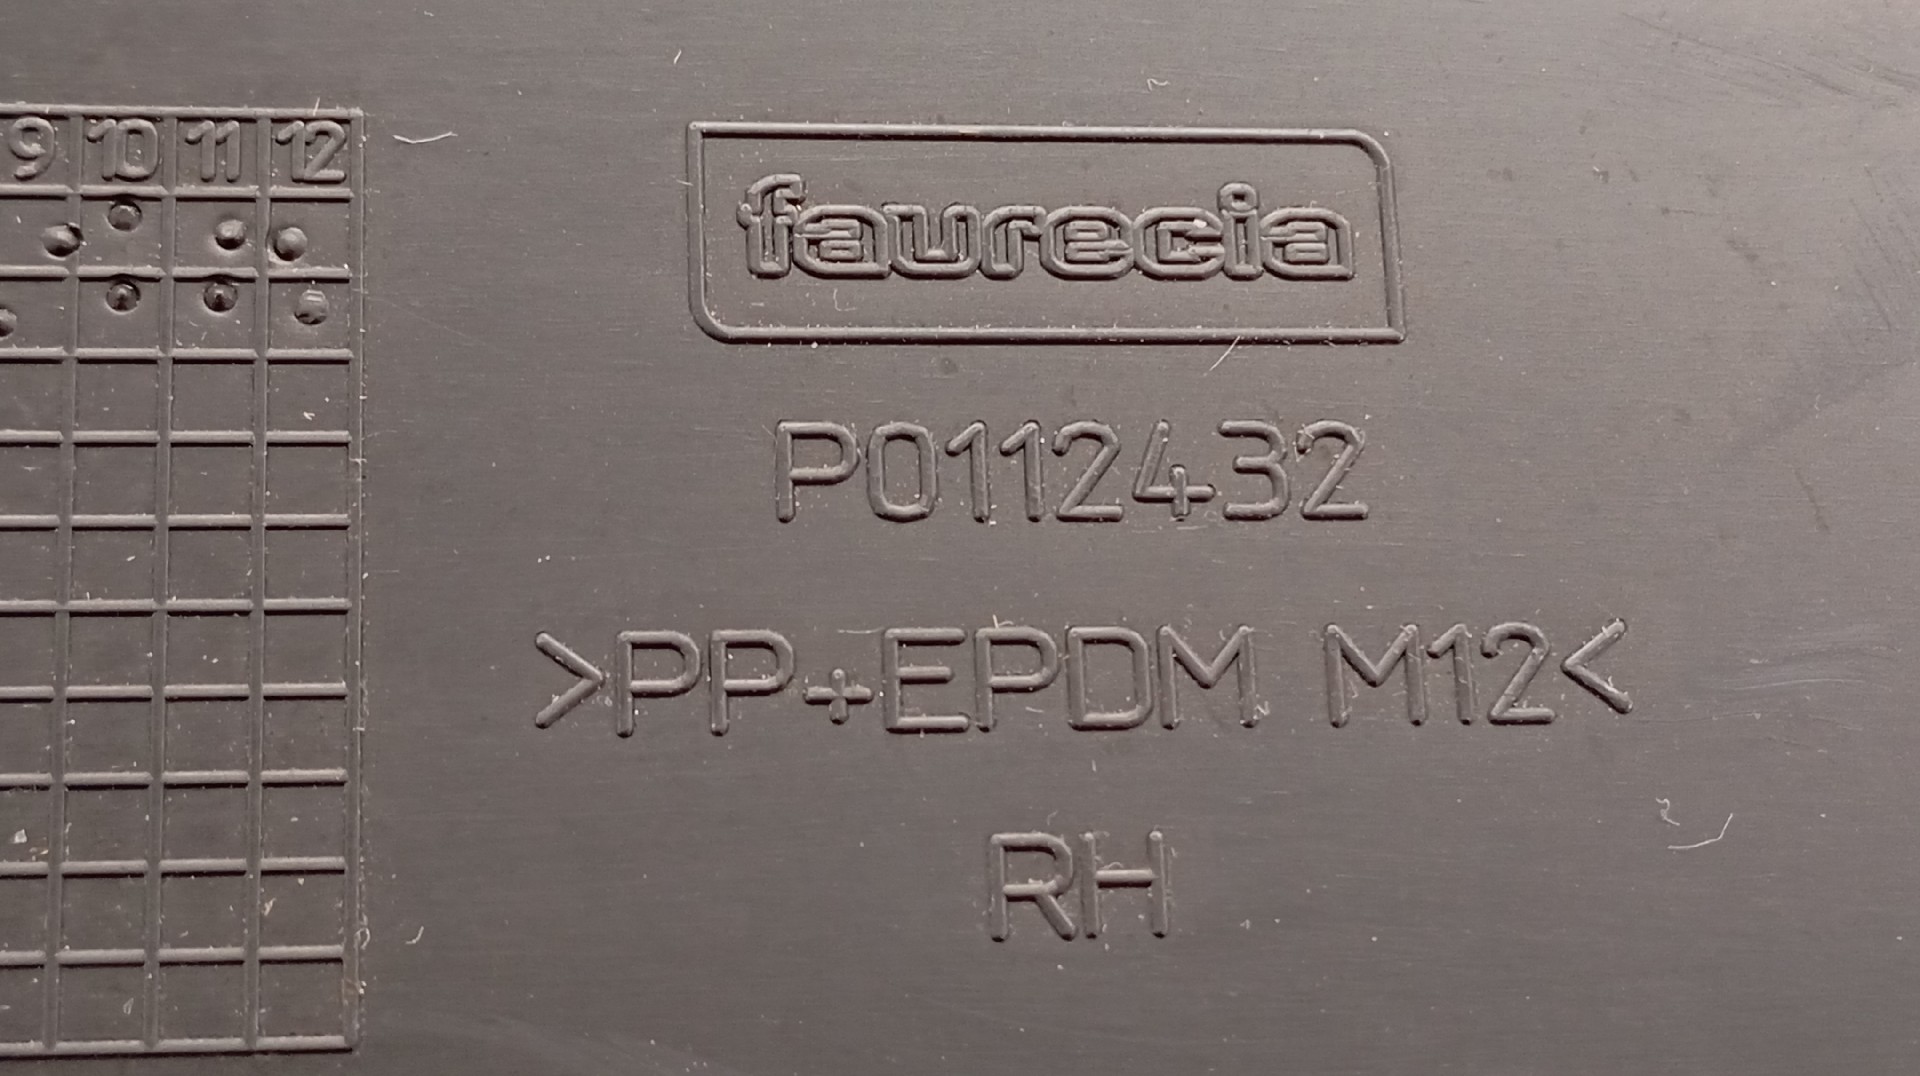 9 10 11 12
faurecia
P0112432
>PP+EPDM M12<
RH